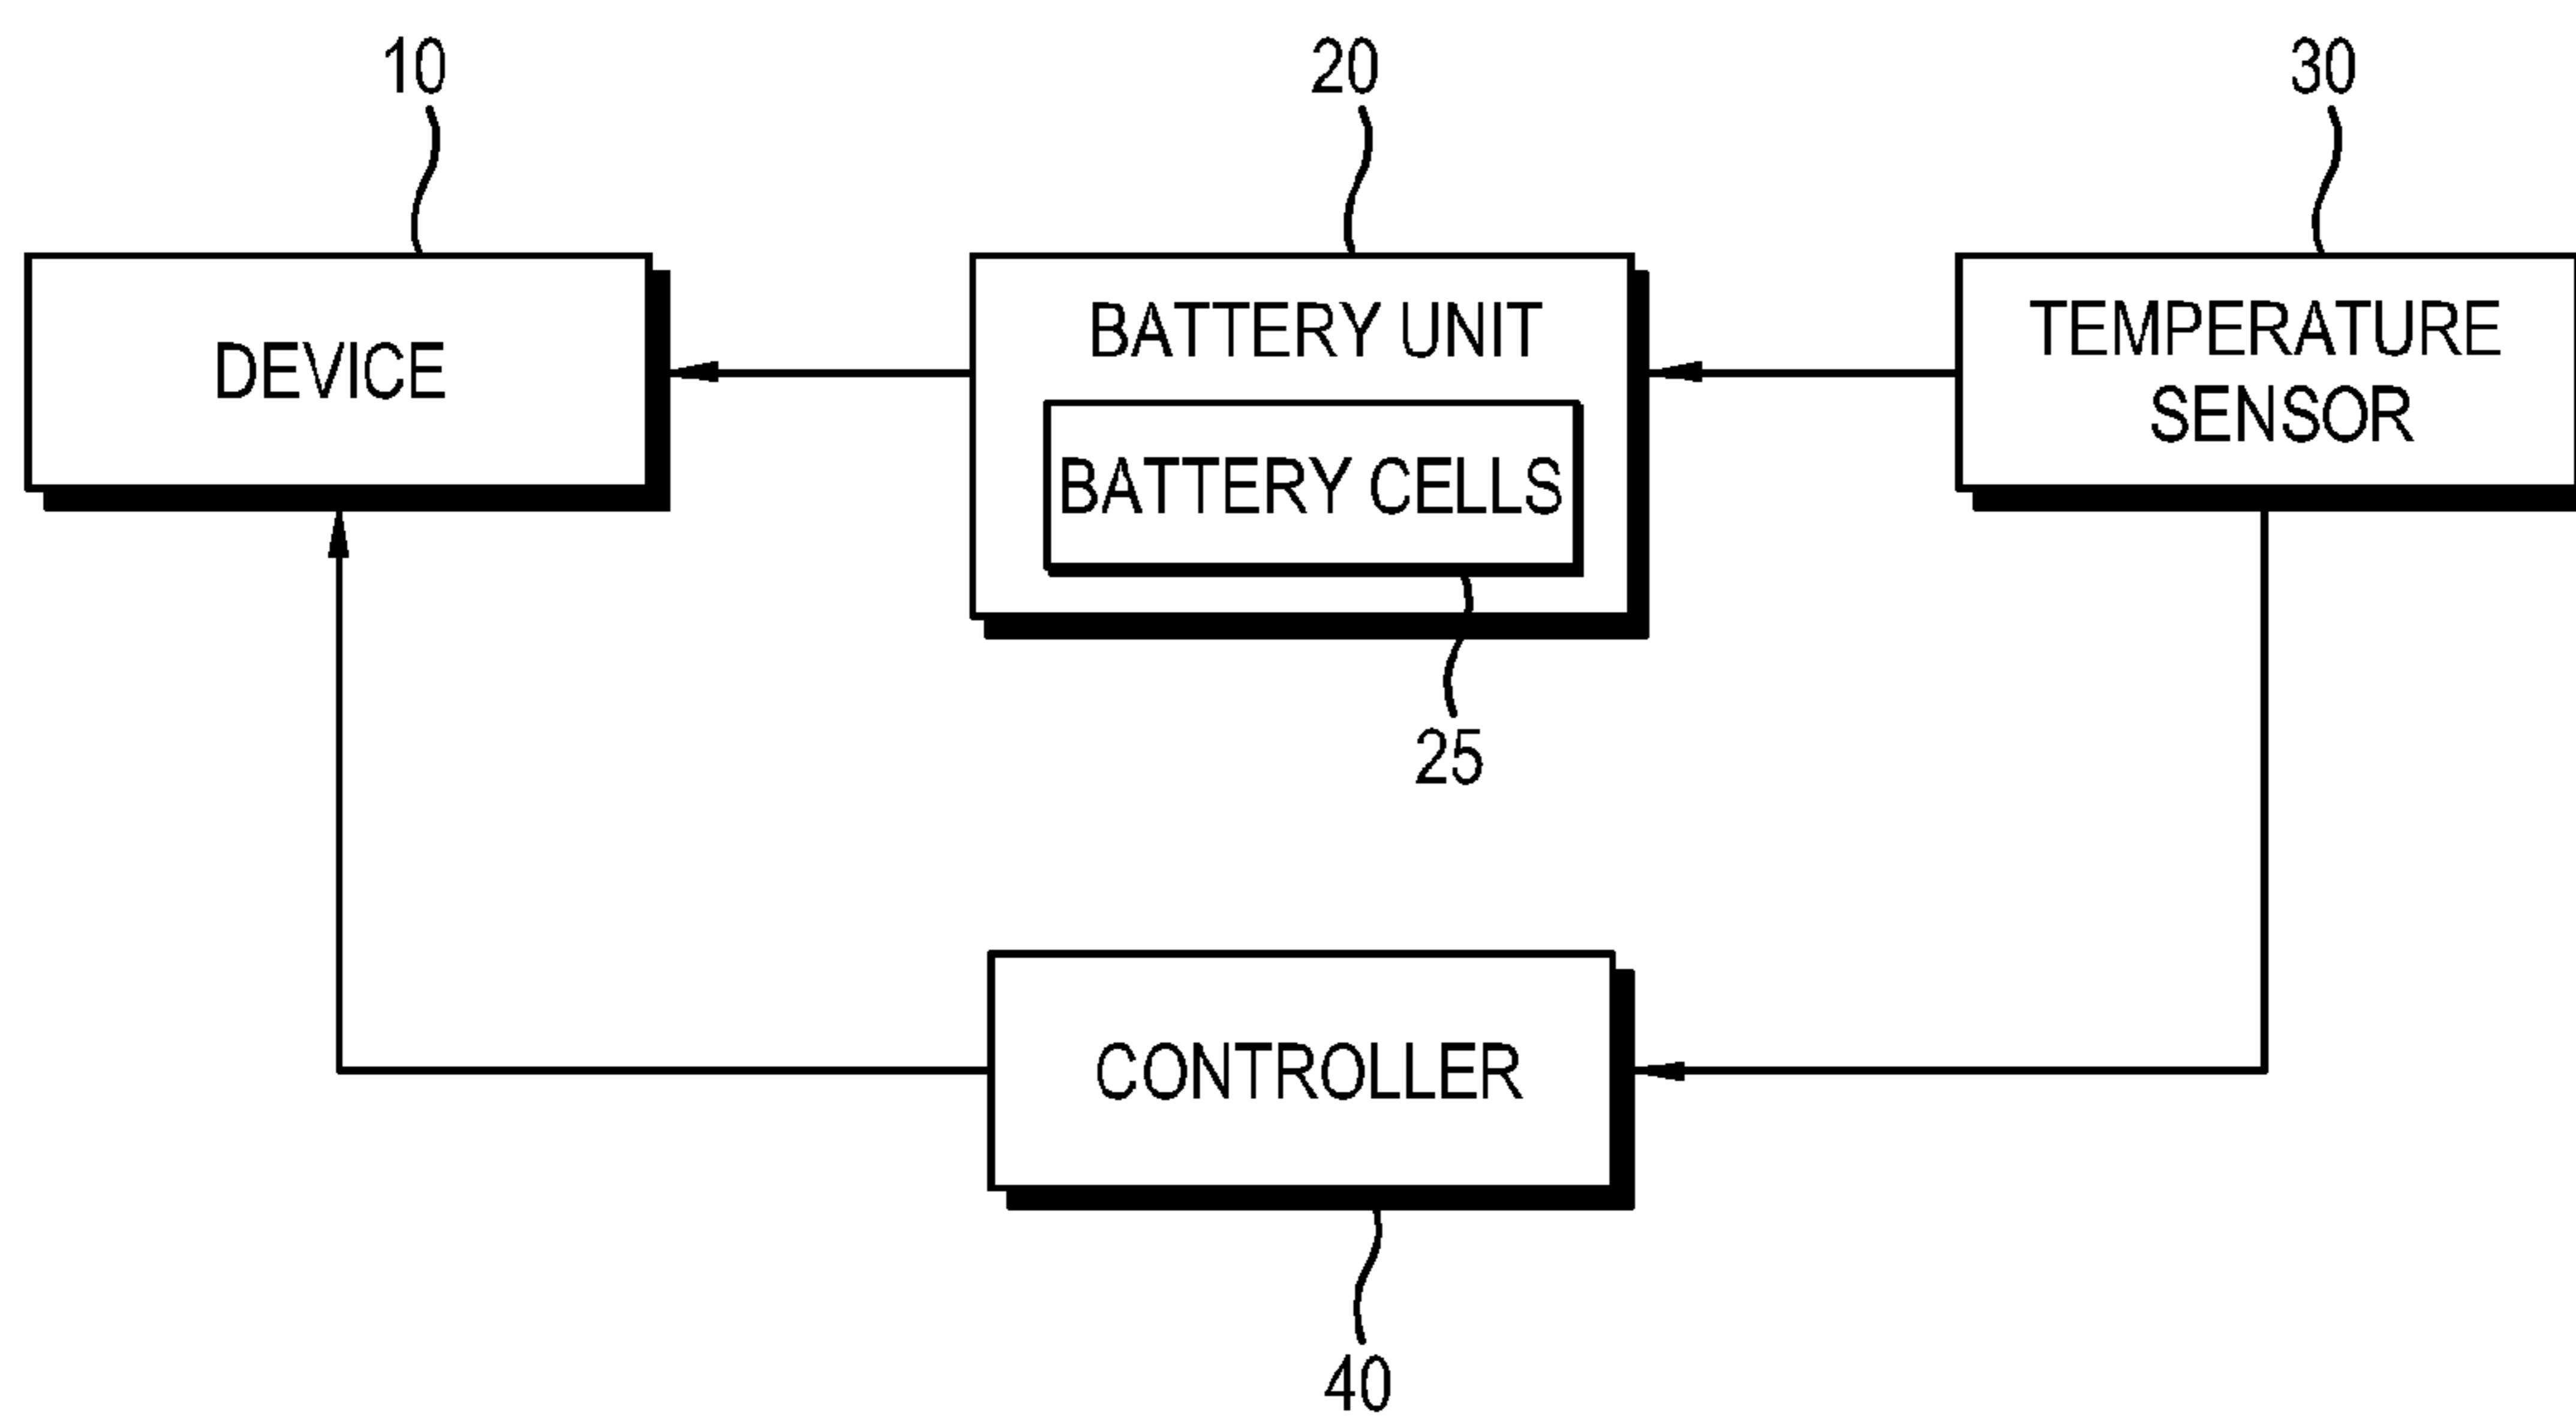 10
20
30
DEVICE
BATTERY UNIT
BATTERY CELLS
TEMPERATURE
SENSOR
25
CONTROLLER
40